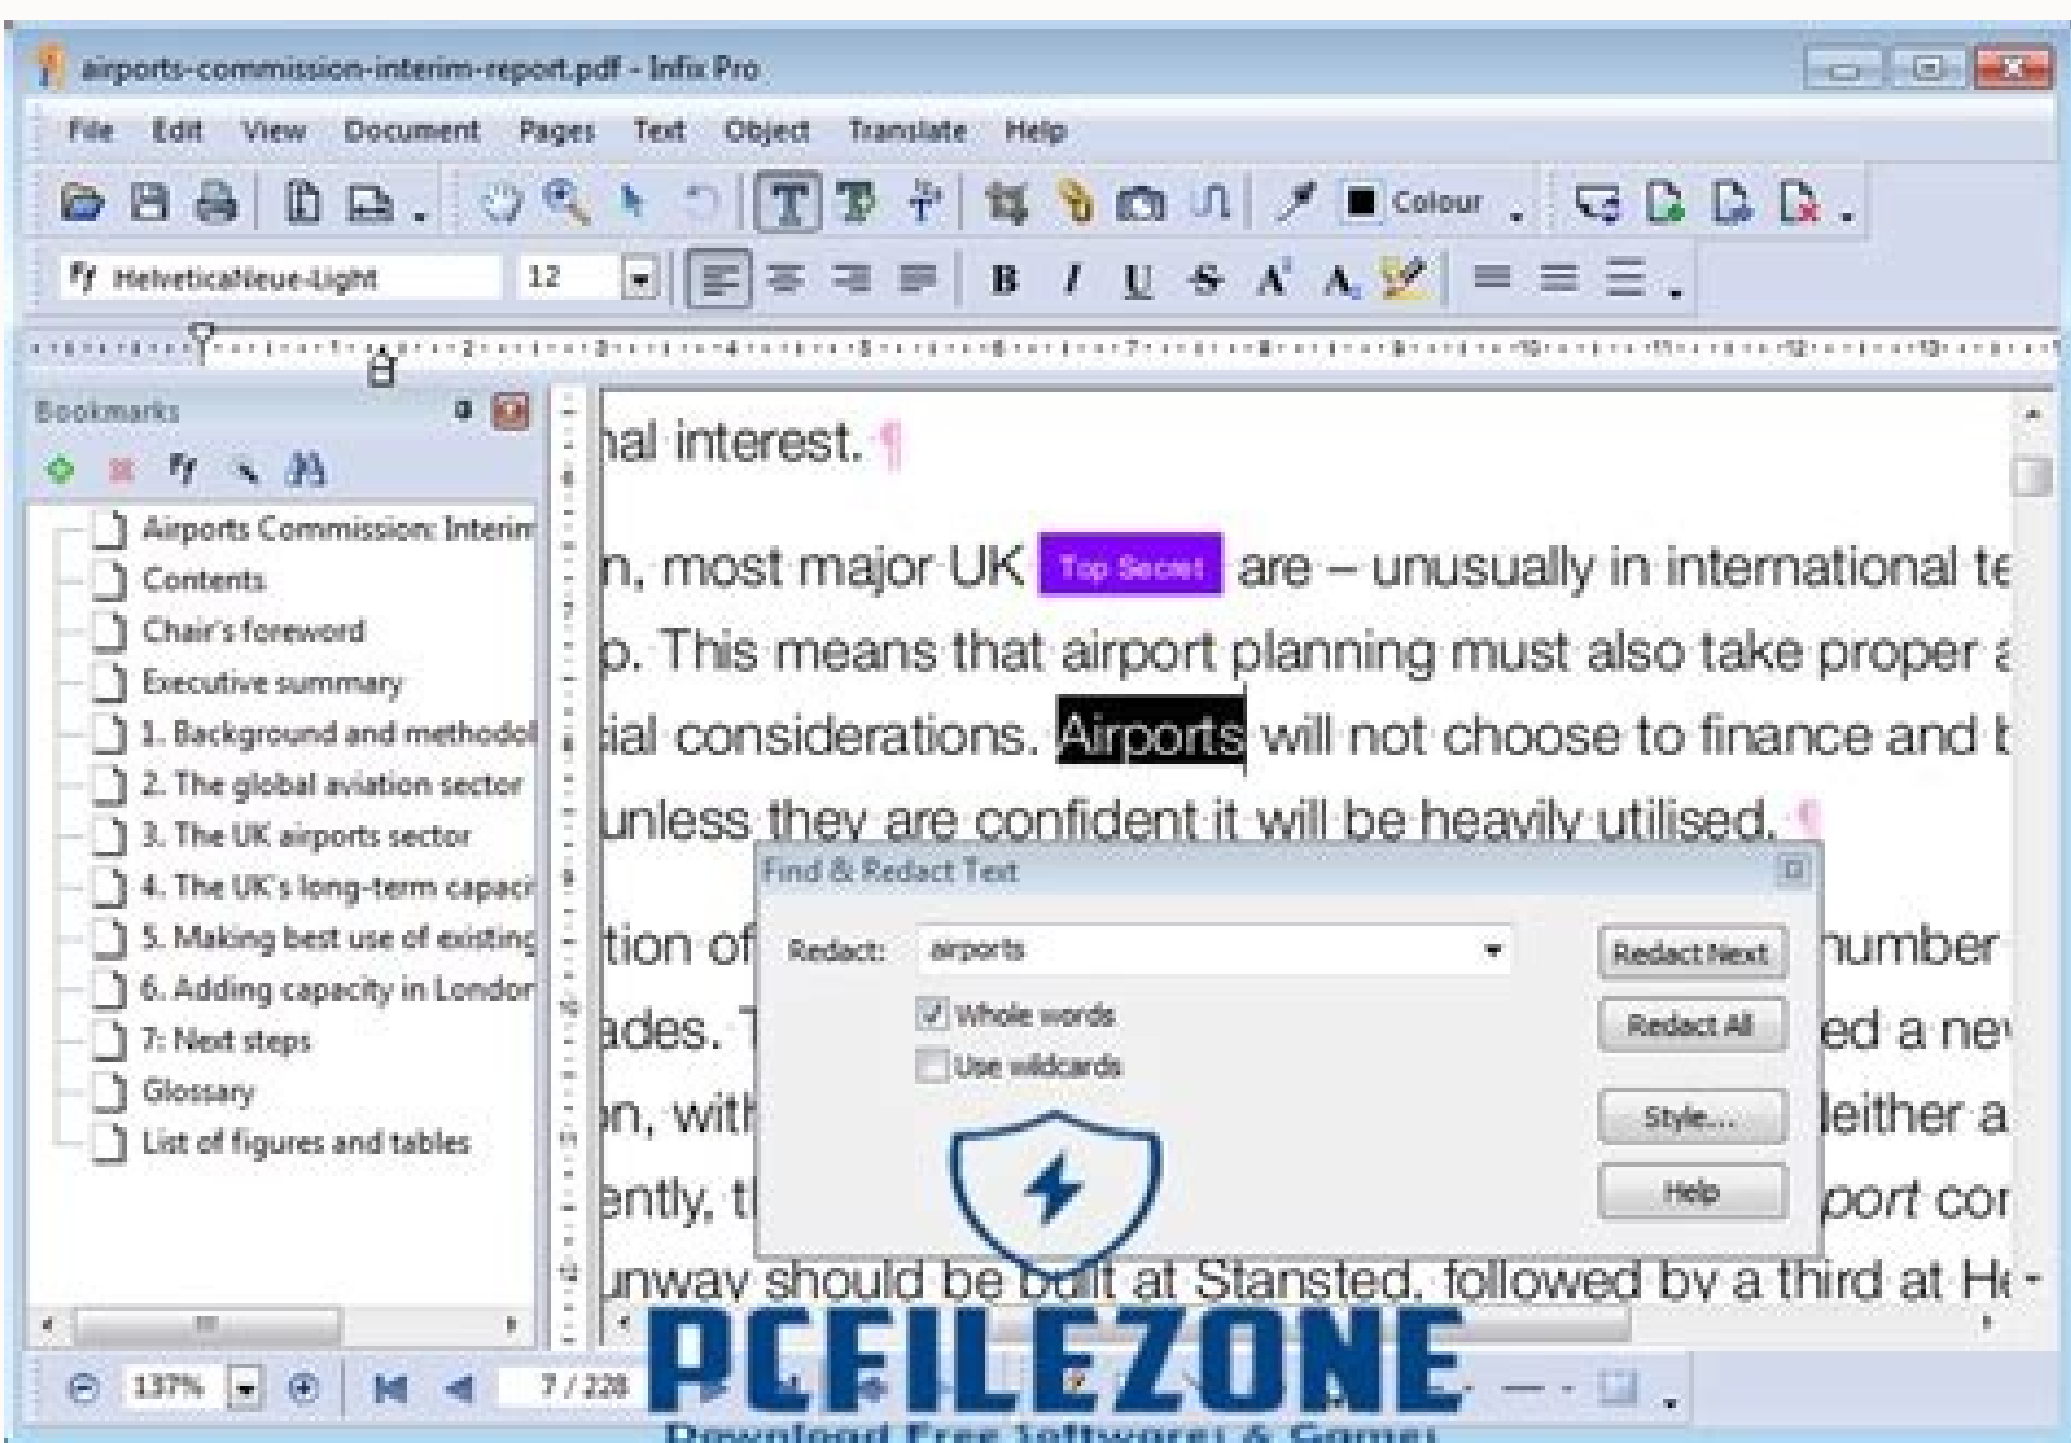 airports-commission-interim-report.pdf - Infix Pro
File Edit View Document Pages Text Object Translate Help
Colour
HelveticaNeue-Light 12
B I U S A A
Bookmarks
Airports Commission: Interim
Contents
Chair's foreword
Executive summary
1. Background and methodol
2. The global aviation sector
3. The UK airports sector
4. The UK's long-term capaci
5. Making best use of existing
6. Adding capacity in London
7: Next steps
Glossary
List of figures and tables
nal interest. ¶
n, most major UK Top Secret are – unusually in international te
p. This means that airport planning must also take proper a
ial considerations. Airports will not choose to finance and b
unless they are confident it will be heavily utilised. ¶
tion of number
ades. T ed a new
on, with Neither a
ently, th port con
unway should be built at Stansted, followed by a third at He
Find & Redact Text
Redact: airports
Whole words
Use wildcards
Redact Next
Redact All
Style...
Help
137% 7 / 228
PCFILEZONE
Download Free Softwares & Games